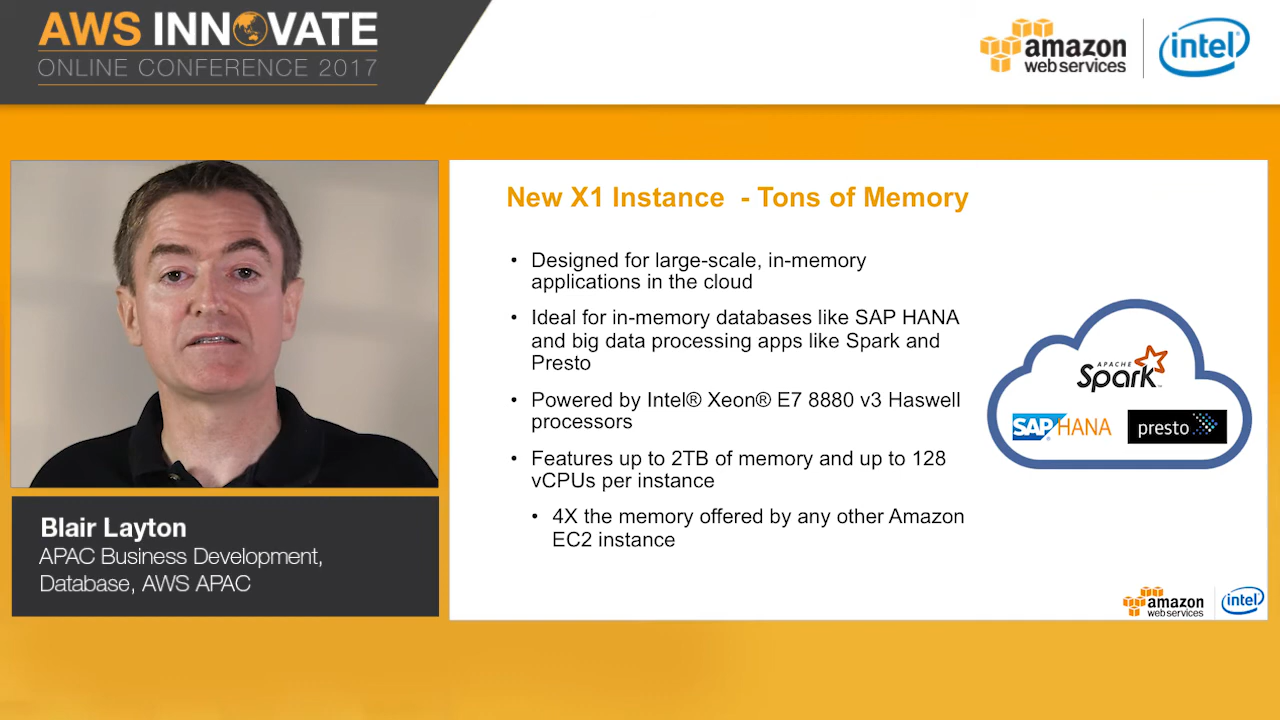 AWS INNOVATE
ONLINE CONFERENCE 2017
amazon
web services
intel
New X1 Instance - Tons of Memory
• Designed for large-scale, in-memory
applications in the cloud
• Ideal for in-memory databases like SAP HANA
and big data processing apps like Spark and
Presto
• Powered by Intel® Xeon® E7 8880 v3 Haswell
processors
• Features up to 2TB of memory and up to 128
vCPUs per instance
• 4X the memory offered by any other Amazon
EC2 instance
APACHE
Spark
SAP HANA
presto
Blair Layton
APAC Business Development,
Database, AWS APAC
amazon
web services
intel